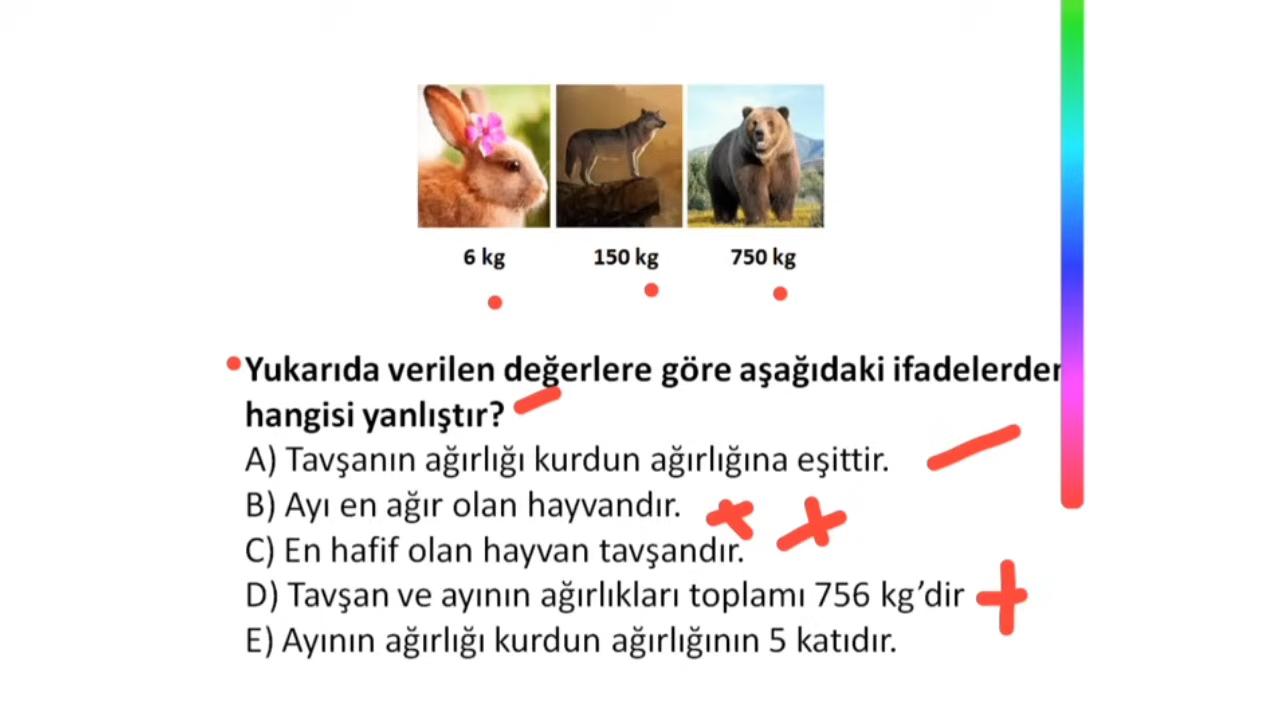 6 kg 150 kg 750 kg
Yukarıda verilen değerlere göre aşağıdaki ifadelerden
hangisi yanlıştır?
A) Tavşanın ağırlığı kurdun ağırlığına eşittir.
B) Ayı en ağır olan hayvandır.
C) En hafif olan hayvan tavşandır.
D) Tavşan ve ayının ağırlıkları toplamı 756 kg’dir
E) Ayının ağırlığı kurdun ağırlığının 5 katıdır.